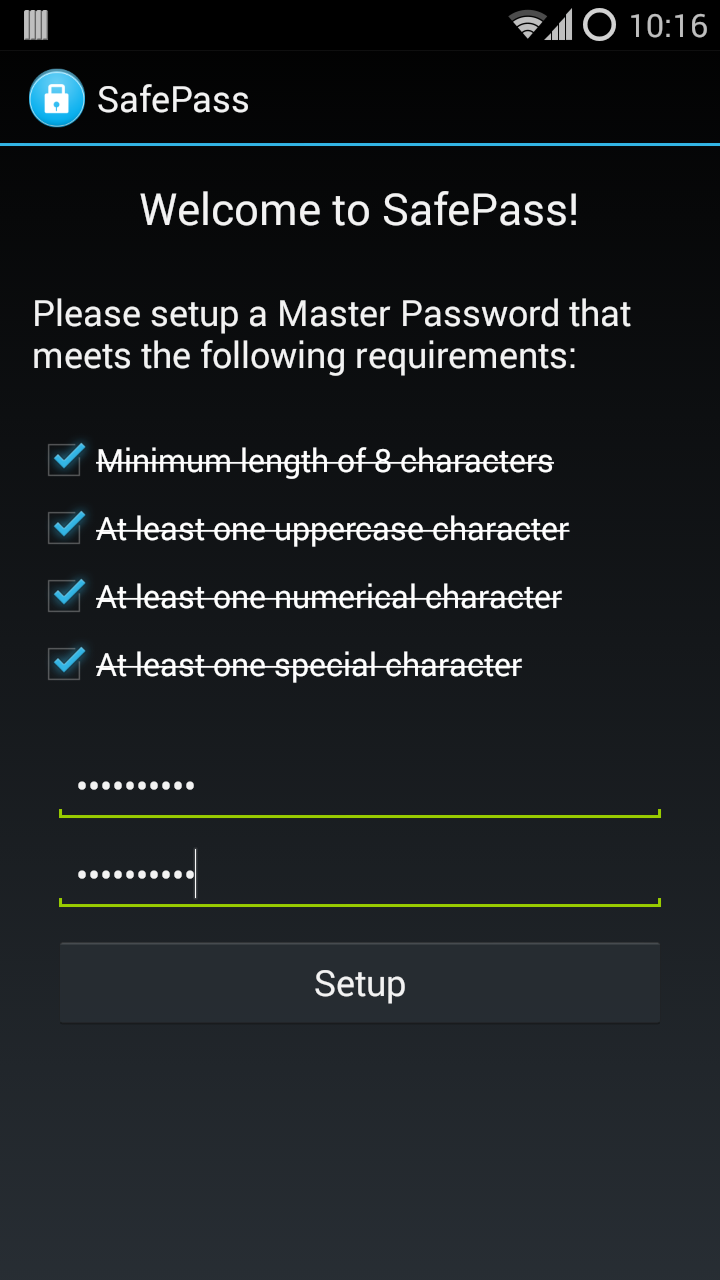 10:16
SafePass
Welcome to SafePass!
Please setup a Master Password that
meets the following requirements:
Minimum length of 8 characters
At least one uppercase character
At least one numerical character
At least one special character
••••••••••
••••••••••
Setup